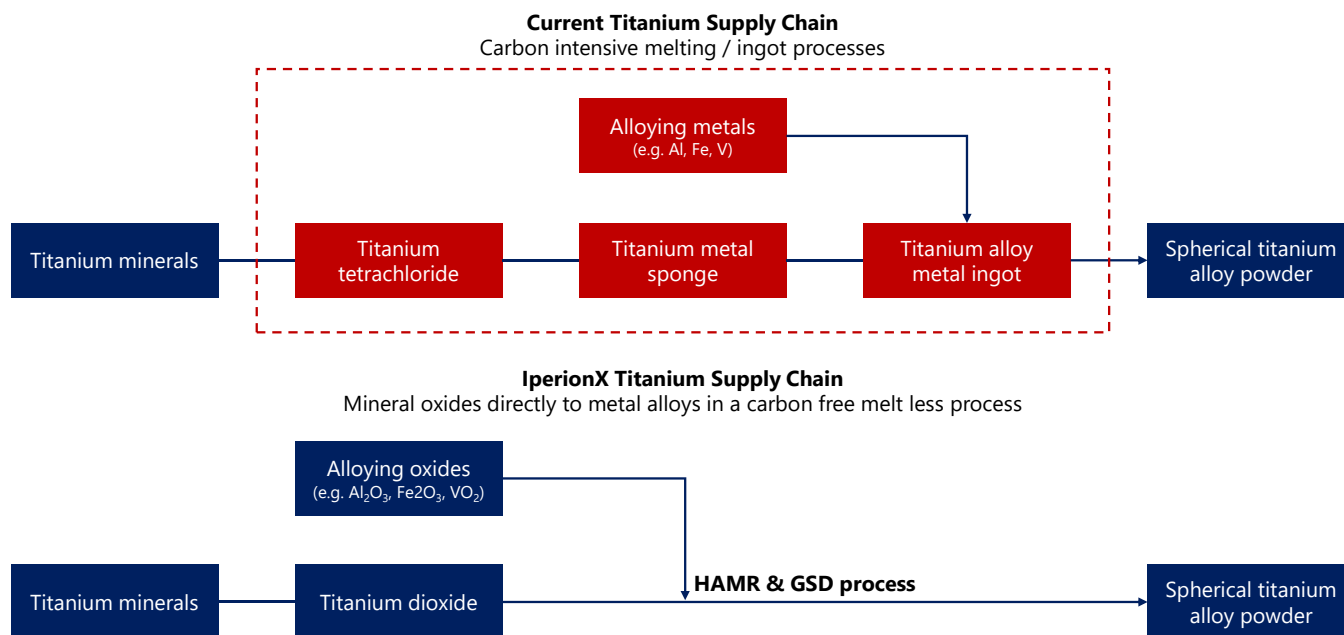 Current Titanium Supply Chain
Carbon intensive melting / ingot processes
Alloying metals
(e.g. Al, Fe, V)
Titanium minerals
Titanium
tetrachloride
Titanium metal
sponge
Titanium alloy
metal ingot
Spherical titanium
alloy powder
IperionX Titanium Supply Chain
Mineral oxides directly to metal alloys in a carbon free melt less process
Alloying oxides
(e.g. Al₂O₃, Fe2O₃, VO₂)
Titanium minerals
Titanium dioxide
HAMR & GSD process
Spherical titanium
alloy powder